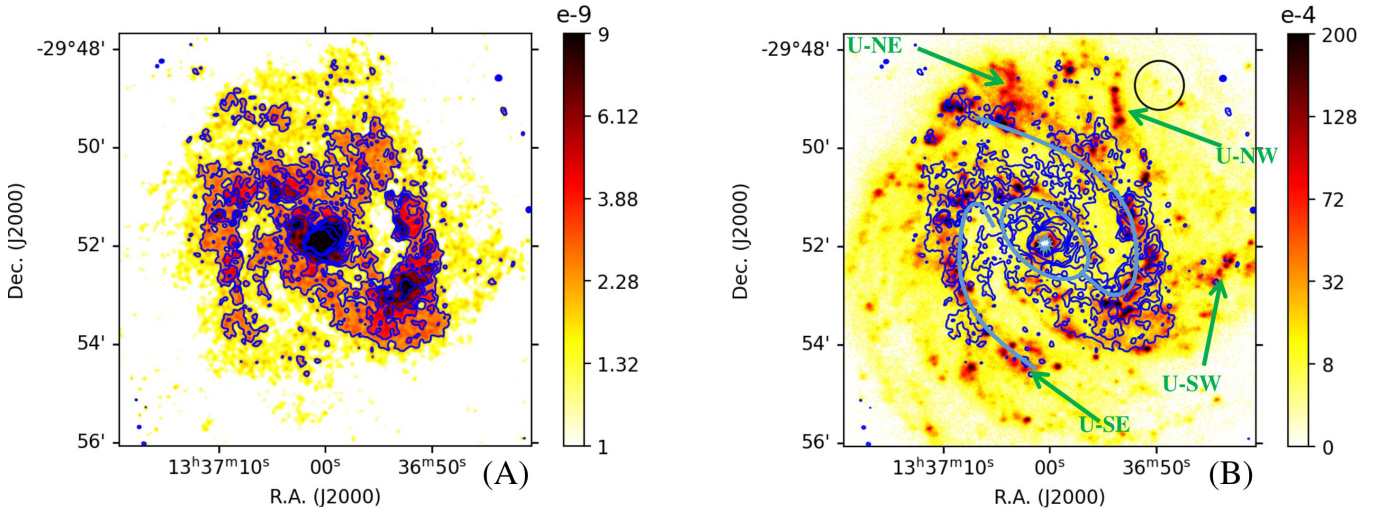 e-9
-29°48'
50'
52'
54'
56'
Dec. (J2000)
13ʰ37ᵐ10ˢ
00ˢ
36ᵐ50ˢ
R.A. (J2000)
(A)
9
6.12
3.88
2.28
1.32
1
e-4
-29°48'
50'
52'
54'
56'
Dec. (J2000)
U-NE
U-NW
U-SW
U-SE
13ʰ37ᵐ10ˢ
00ˢ
36ᵐ50ˢ
R.A. (J2000)
(B)
200
128
72
32
8
0